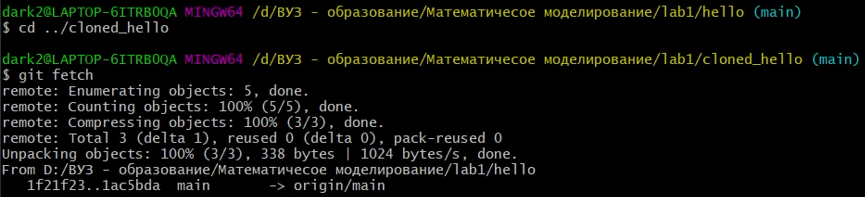 dark2@LAPTOP-6ITRB0QA MINGW64 /d/ВУЗ - образование/Математичесое моделирование/lab1/hello (main)
$ cd ../cloned_hello
dark2@LAPTOP-6ITRB0QA MINGW64 /d/ВУЗ - образование/Математичесое моделирование/lab1/cloned_hello (main)
$ git fetch
remote: Enumerating objects: 5, done.
remote: Counting objects: 100% (5/5), done.
remote: Compressing objects: 100% (3/3), done.
remote: Total 3 (delta 1), reused 0 (delta 0), pack-reused 0
Unpacking objects: 100% (3/3), 338 bytes | 1024 bytes/s, done.
From D:/ВУЗ - образование/Математичесое моделирование/lab1/hello
   1f21f23..1ac5bda  main       -> origin/main